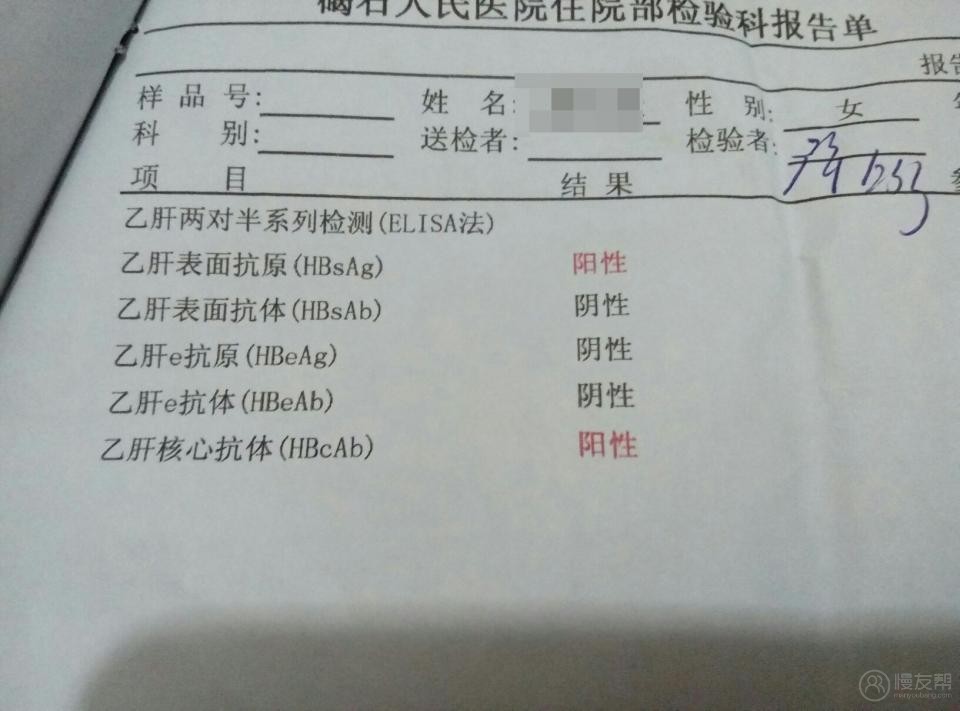 碣石人民医院住院部检验科报告单
报告
样品号: 姓名: 性别: 女
科别: 送检者: 检验者:
项目 结果
乙肝两对半系列检测(ELISA法)
乙肝表面抗原(HBsAg) 阳性
乙肝表面抗体(HBsAb) 阴性
乙肝e抗原(HBeAg) 阴性
乙肝e抗体(HBeAb) 阴性
乙肝核心抗体(HBcAb) 阳性
慢友帮
manyoubang.com